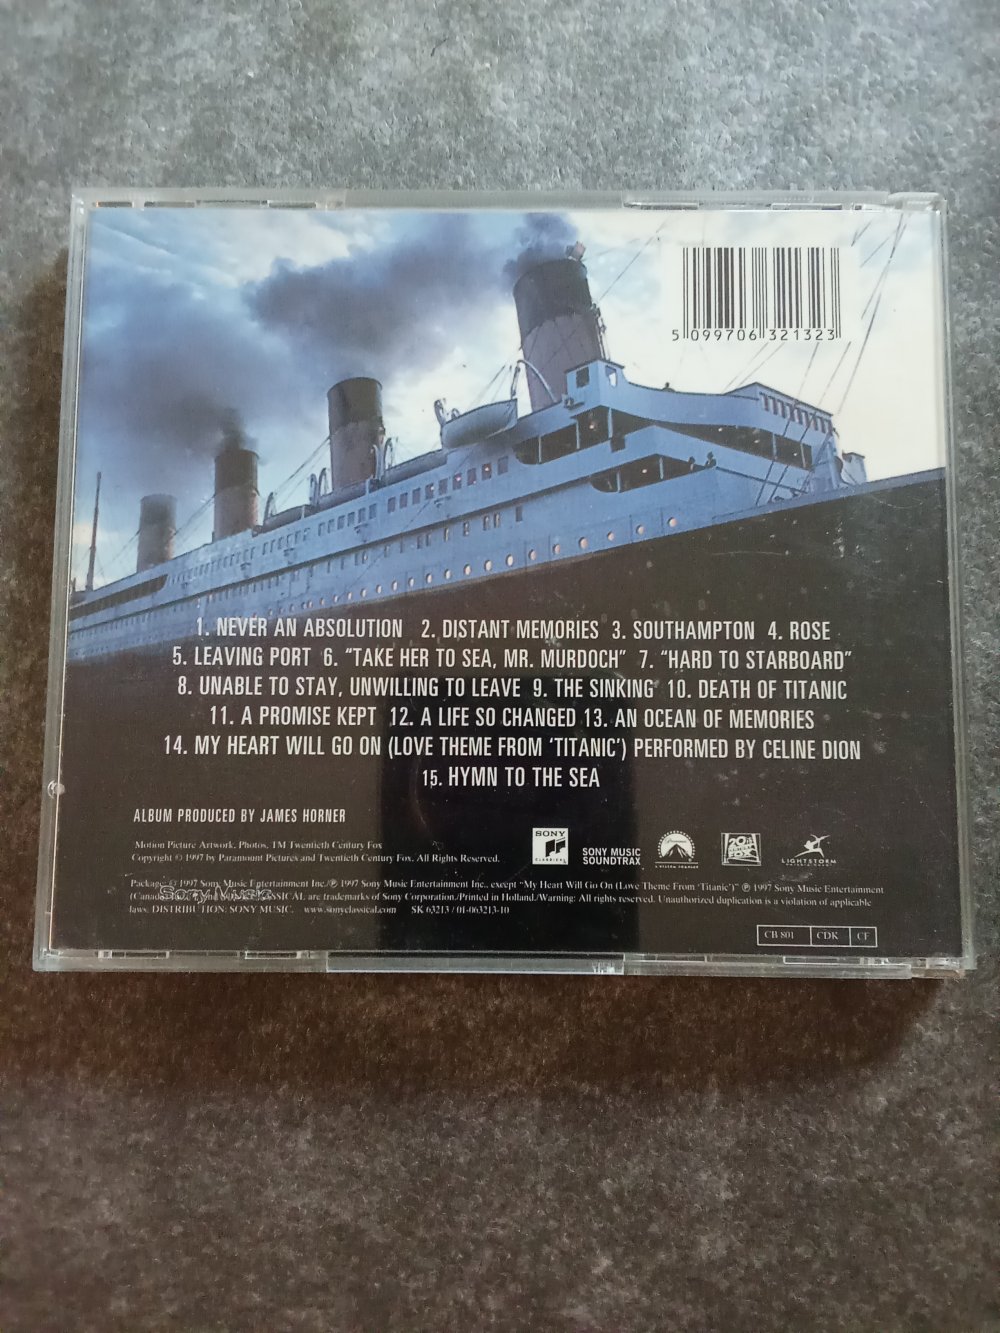 5 099706 321323
1. NEVER AN ABSOLUTION 2. DISTANT MEMORIES 3. SOUTHAMPTON 4. ROSE
5. LEAVING PORT 6. “TAKE HER TO SEA, MR. MURDOCH” 7. “HARD TO STARBOARD”
8. UNABLE TO STAY, UNWILLING TO LEAVE 9. THE SINKING 10. DEATH OF TITANIC
11. A PROMISE KEPT 12. A LIFE SO CHANGED 13. AN OCEAN OF MEMORIES
14. MY HEART WILL GO ON (LOVE THEME FROM ‘TITANIC’) PERFORMED BY CELINE DION
15. HYMN TO THE SEA
ALBUM PRODUCED BY JAMES HORNER
Motion Picture Artwork, Photos, TM Twentieth Century Fox
Copyright © 1997 by Paramount Pictures and Twentieth Century Fox. All Rights Reserved.
SONY
CLASSICAL
SONY MUSIC
SOUNDTRAX
Paramount
20th
CENTURY
FOX
LIGHTSTORM
Package © 1997 Sony Music Entertainment Inc./℗ 1997 Sony Music Entertainment Inc., except “My Heart Will Go On (Love Theme From ‘Titanic’)” ℗ 1997 Sony Music Entertainment
SONY MUSIC
are trademarks of Sony Corporation./Printed in Holland./Warning: All rights reserved. Unauthorized duplication is a violation of applicable
laws. DISTRIBUTION: SONY MUSIC. www.sonyclassical.com SK 63213 / 01-063213-10
CB 801 CDK CF